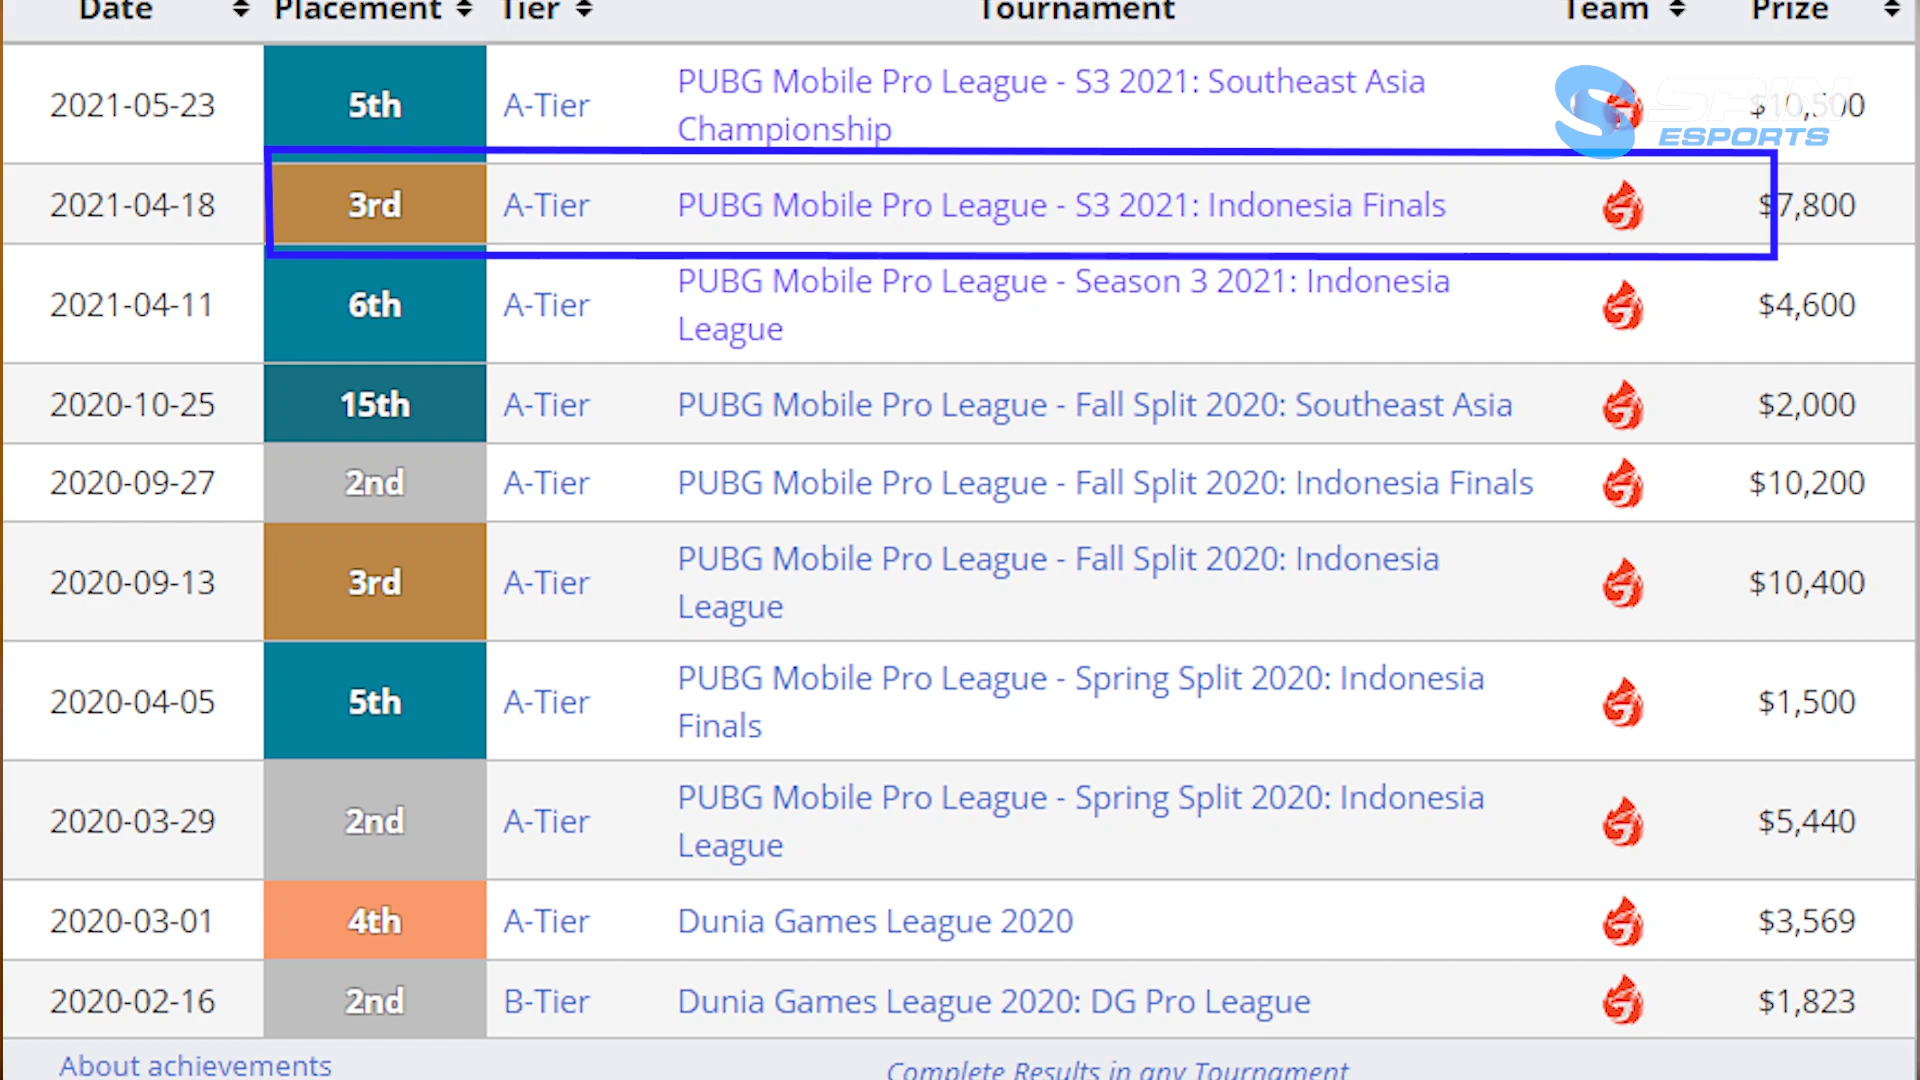 Date Placement Tier Tournament Team Prize
2021-05-23 5th A-Tier PUBG Mobile Pro League - S3 2021: Southeast Asia
Championship $10,500
SPIN
ESPORTS
2021-04-18 3rd A-Tier PUBG Mobile Pro League - S3 2021: Indonesia Finals $7,800
2021-04-11 6th A-Tier PUBG Mobile Pro League - Season 3 2021: Indonesia
League $4,600
2020-10-25 15th A-Tier PUBG Mobile Pro League - Fall Split 2020: Southeast Asia $2,000
2020-09-27 2nd A-Tier PUBG Mobile Pro League - Fall Split 2020: Indonesia Finals $10,200
2020-09-13 3rd A-Tier PUBG Mobile Pro League - Fall Split 2020: Indonesia
League $10,400
2020-04-05 5th A-Tier PUBG Mobile Pro League - Spring Split 2020: Indonesia
Finals $1,500
2020-03-29 2nd A-Tier PUBG Mobile Pro League - Spring Split 2020: Indonesia
League $5,440
2020-03-01 4th A-Tier Dunia Games League 2020 $3,569
2020-02-16 2nd B-Tier Dunia Games League 2020: DG Pro League $1,823
About achievements Complete Results in any Tournament